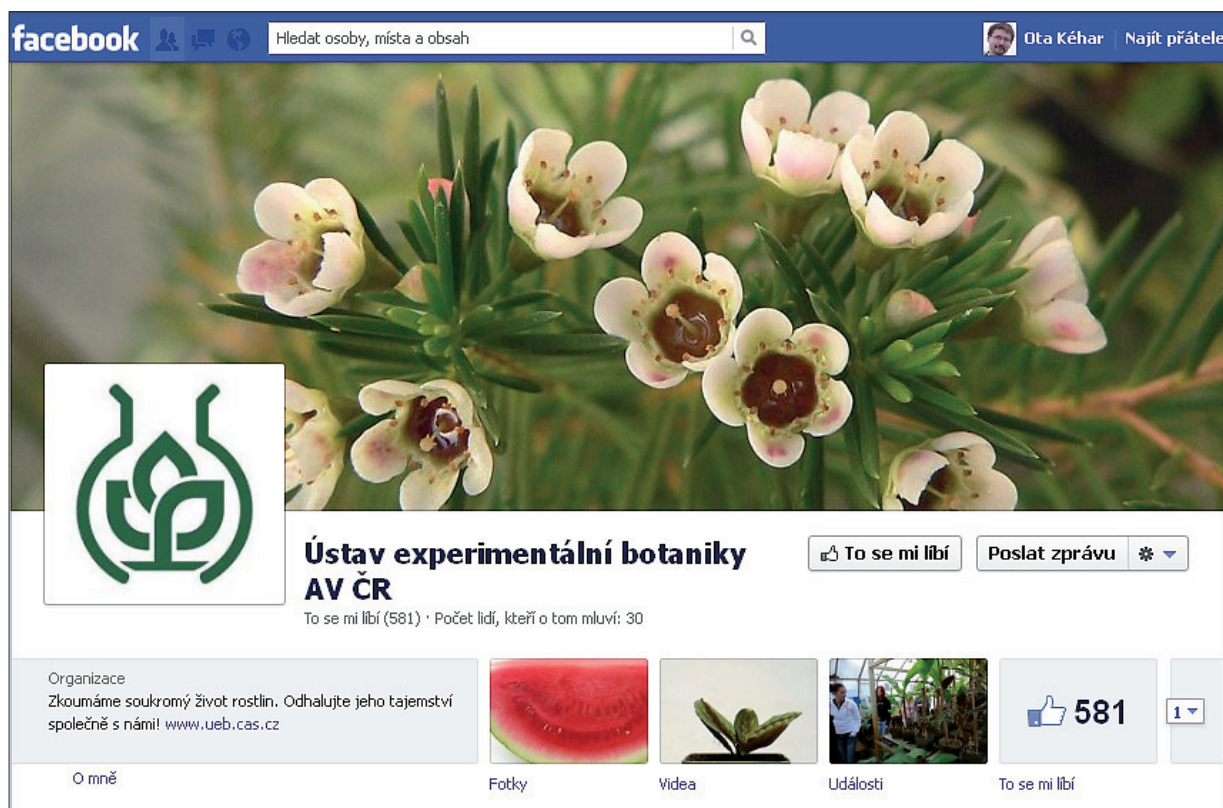 facebook
Hledat osoby, místa a obsah
Ota Kéhar
Najít přátele
Ústav experimentální botaniky
AV ČR
To se mi líbí
Poslat zprávu
To se mi líbí (581) · Počet lidí, kteří o tom mluví: 30
Organizace
Zkoumáme soukromý život rostlin. Odhalujte jeho tajemství
společně s námi! www.ueb.cas.cz
581
1
O mně
Fotky
Videa
Události
To se mi líbí